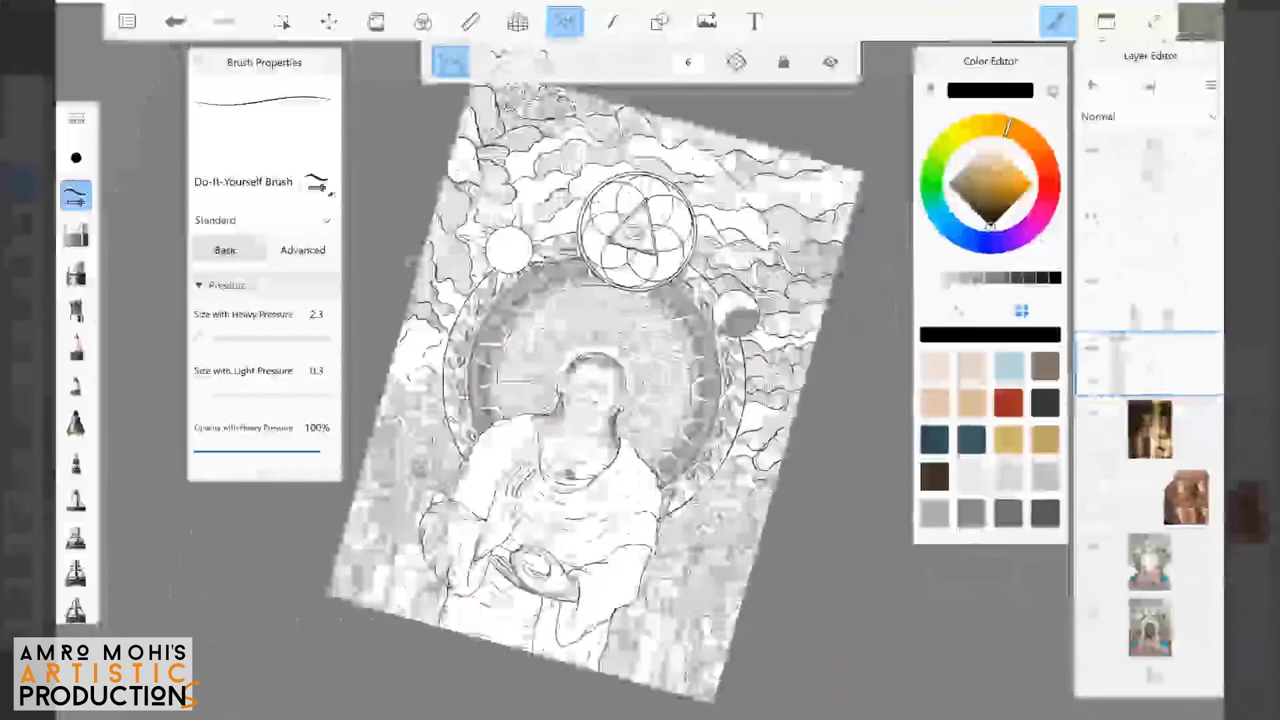 Brush Properties
Do-It-Yourself Brush
Standard
Basic
Advanced
Pressure
Size with Heavy Pressure 2.3
Size with Light Pressure 0.3
Opacity with Heavy Pressure 100%
T
6
Color Editor
Layer Editor
Normal
AMRO MOHI'S
ARTISTIC
PRODUCTIONS